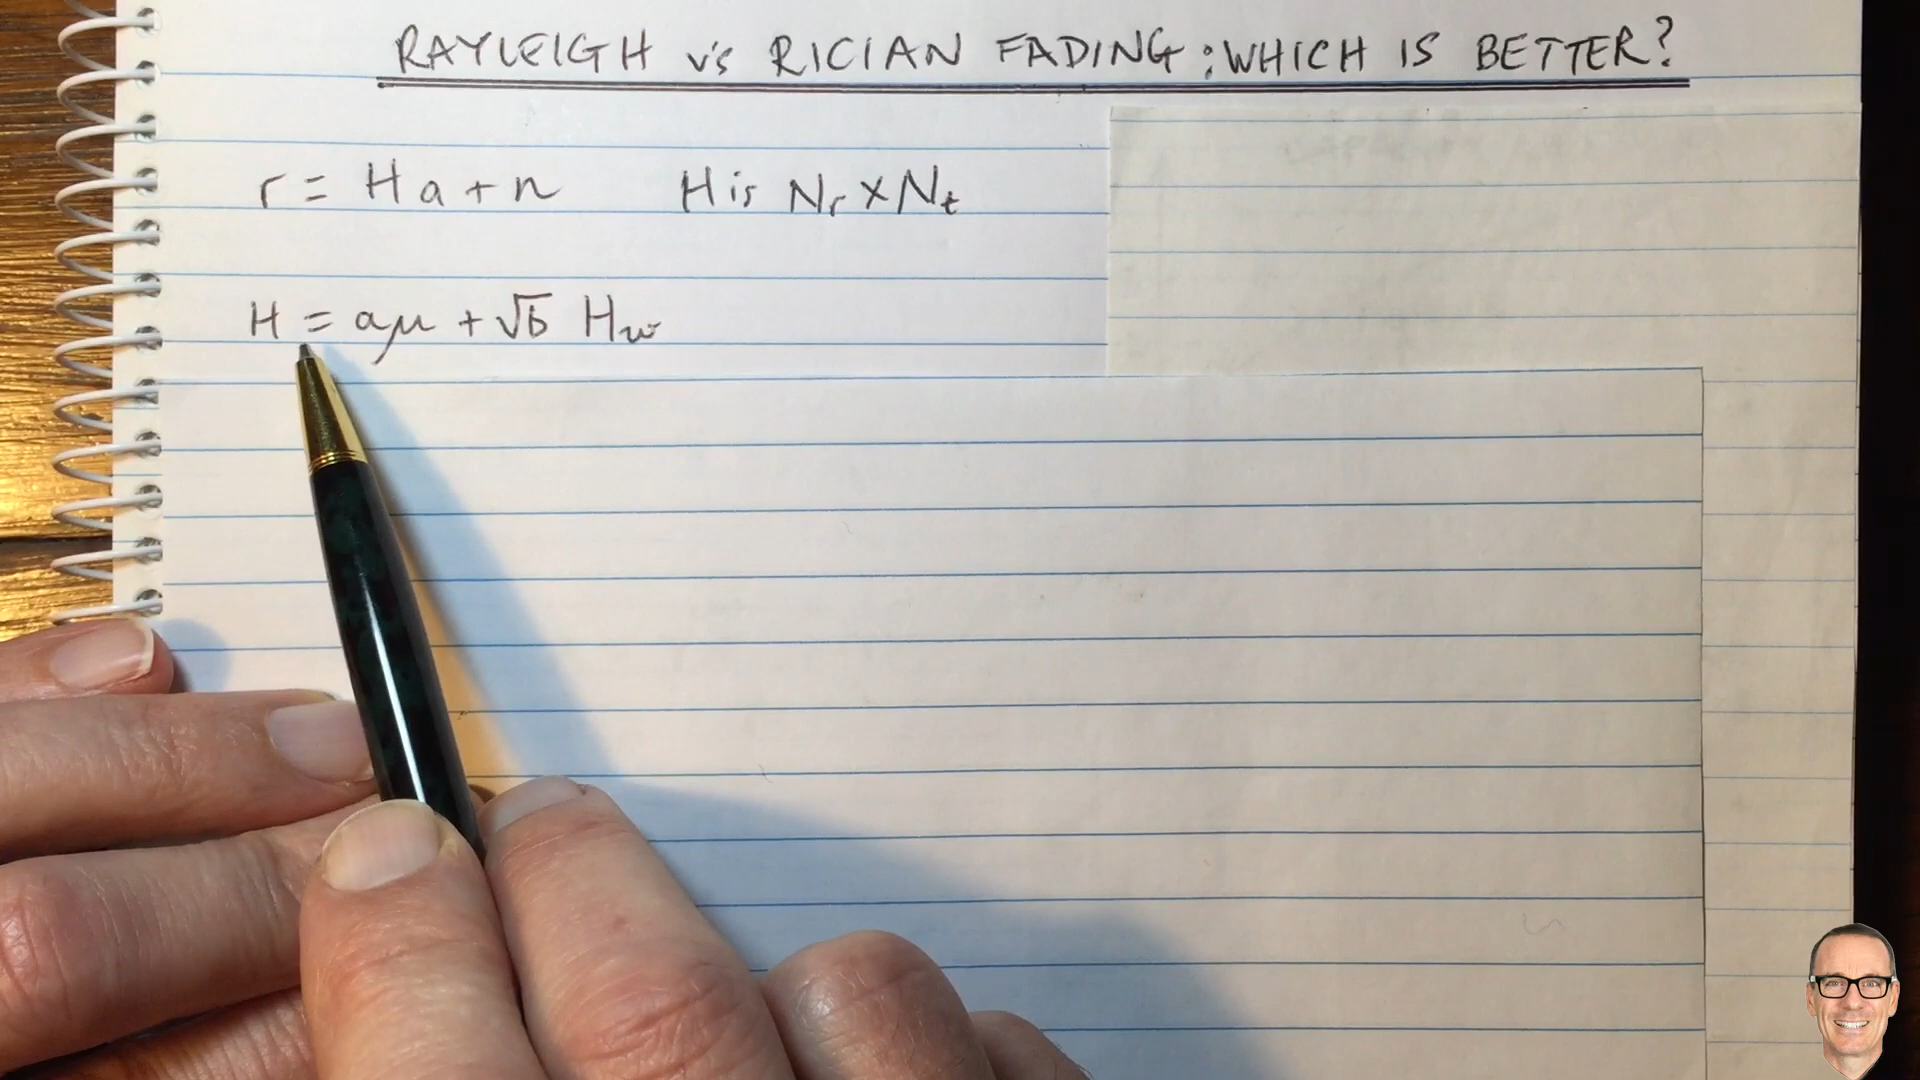 RAYLEIGH v's RICIAN FADING: WHICH IS BETTER?
r = Ha + n H is Nr × Nt
H = aμ + √b Hw